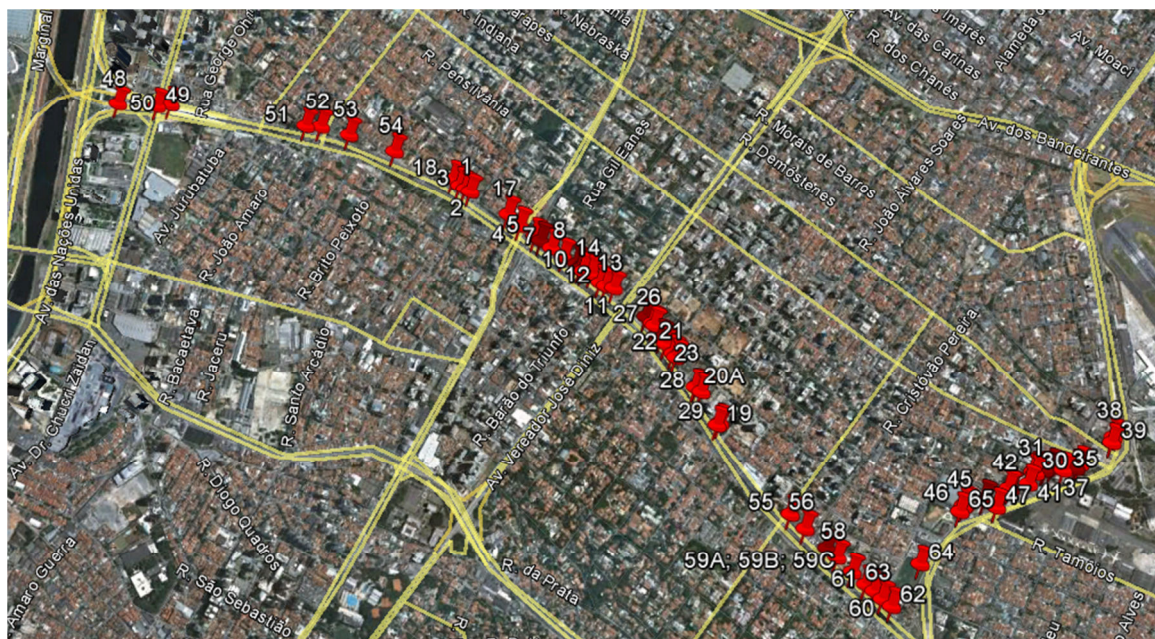 Marginal
Rua George Ohm
R. Indiana
R. Nebraska
R. Pensilvania
Av. das Carinas
R. dos Chanés
Av. Moaci
Av. dos Bandeirantes
R. Morais de Barros
R. Demóstenes
R. João Álvares Soares
Rua Gil Eanes
Av. das Nações Unidas
Av. Jurubatuba
R. João Amaro
R. Brito Peixoto
R. Bacaetava
R. Jaceru
R. Santo Arcádio
Av. Dr. Chucri Zaidan
R. Barão do Triunfo
Av. Vereador José Diniz
R. Cristóvão Pereira
R. Diogo Quadros
R. São Sebastião
R. da Prata
Amaro Guerra
R. Tamóios
48
50
49
51
52
53
54
18
3
1
2
17
4
5
7
8
10
14
12
13
11
26
27
21
22
23
28
20A
29
19
38
39
31
30
35
42
37
41
47
45
46
65
55
56
58
59A; 59B; 59C
61
63
60
62
64